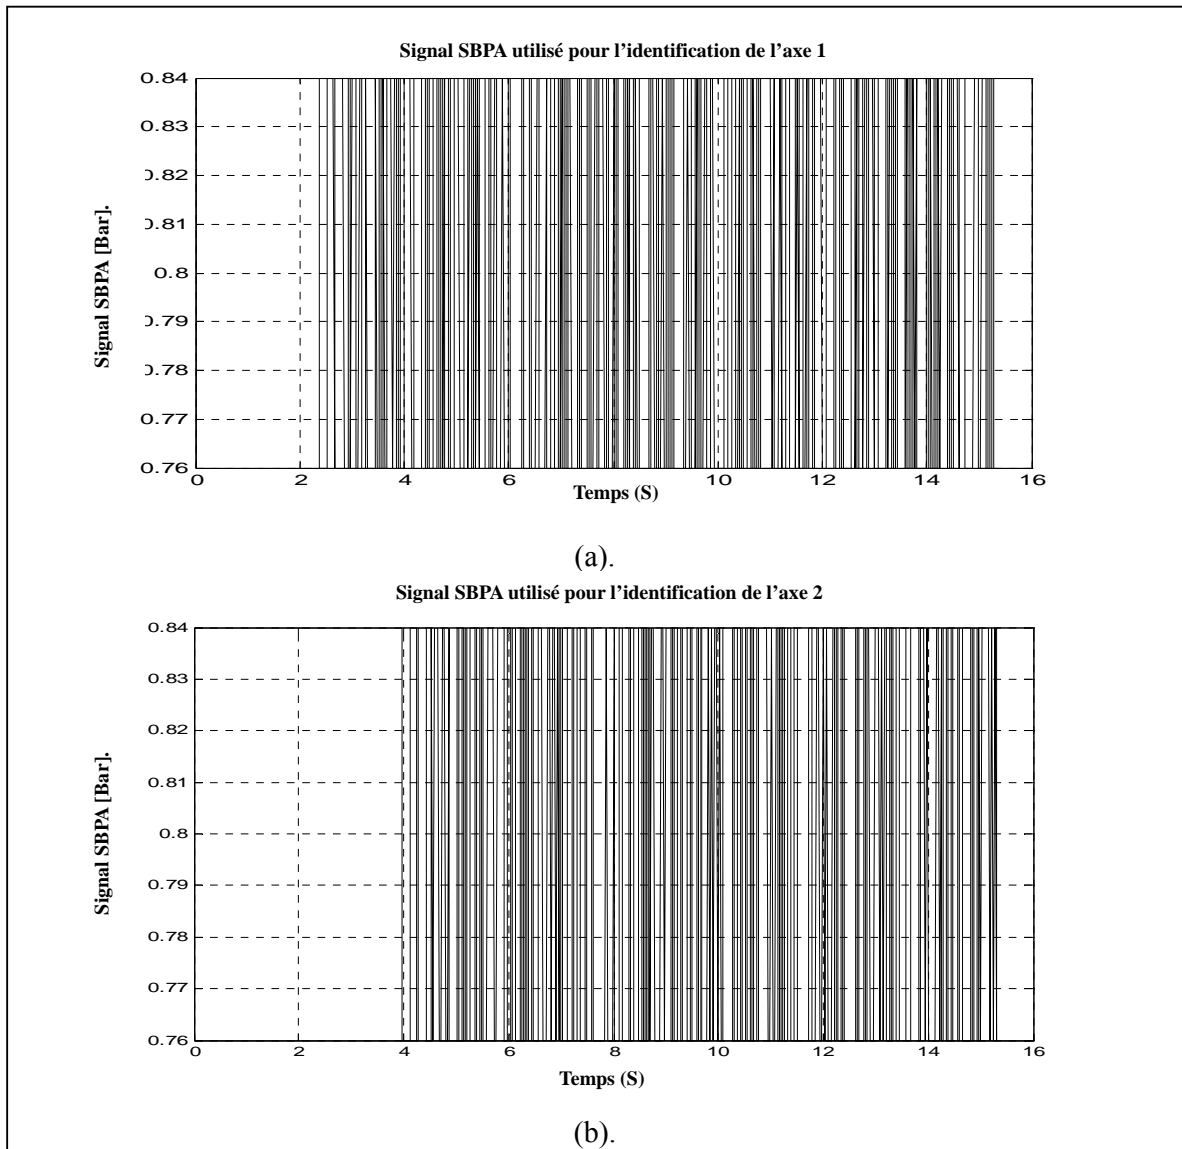 Signal SBPA utilisé pour l'identification de l'axe 1
0.84
0.83
0.82
0.81
0.8
0.79
0.78
0.77
0.76
Signal SBPA [Bar].
0 2 4 6 8 10 12 14 16
Temps (S)
(a).
Signal SBPA utilisé pour l'identification de l'axe 2
0.84
0.83
0.82
0.81
0.8
0.79
0.78
0.77
0.76
Signal SBPA [Bar].
0 2 4 6 8 10 12 14 16
Temps (S)
(b).